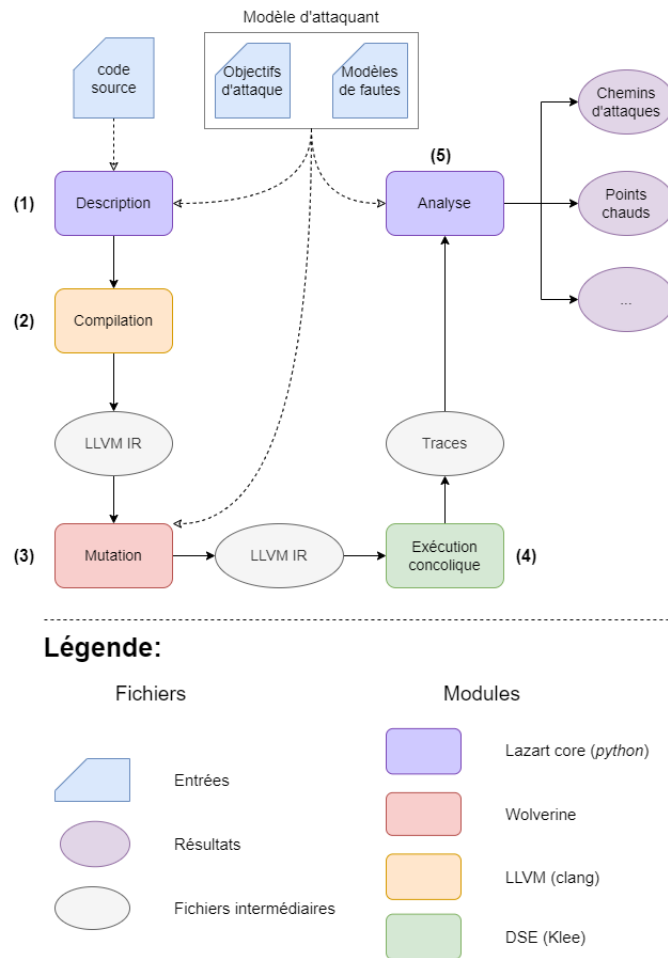 Modèle d'attaquant
code
source
Objectifs
d'attaque
Modèles
de fautes
Chemins
d'attaques
(5)
(1)
Description
Analyse
Points
chauds
(2)
Compilation
...
LLVM IR
Traces
(3)
Mutation
LLVM IR
Exécution
concolique
(4)
Légende:
Fichiers
Modules
Entrées
Lazart core (python)
Résultats
Wolverine
Fichiers intermédiaires
LLVM (clang)
DSE (Klee)